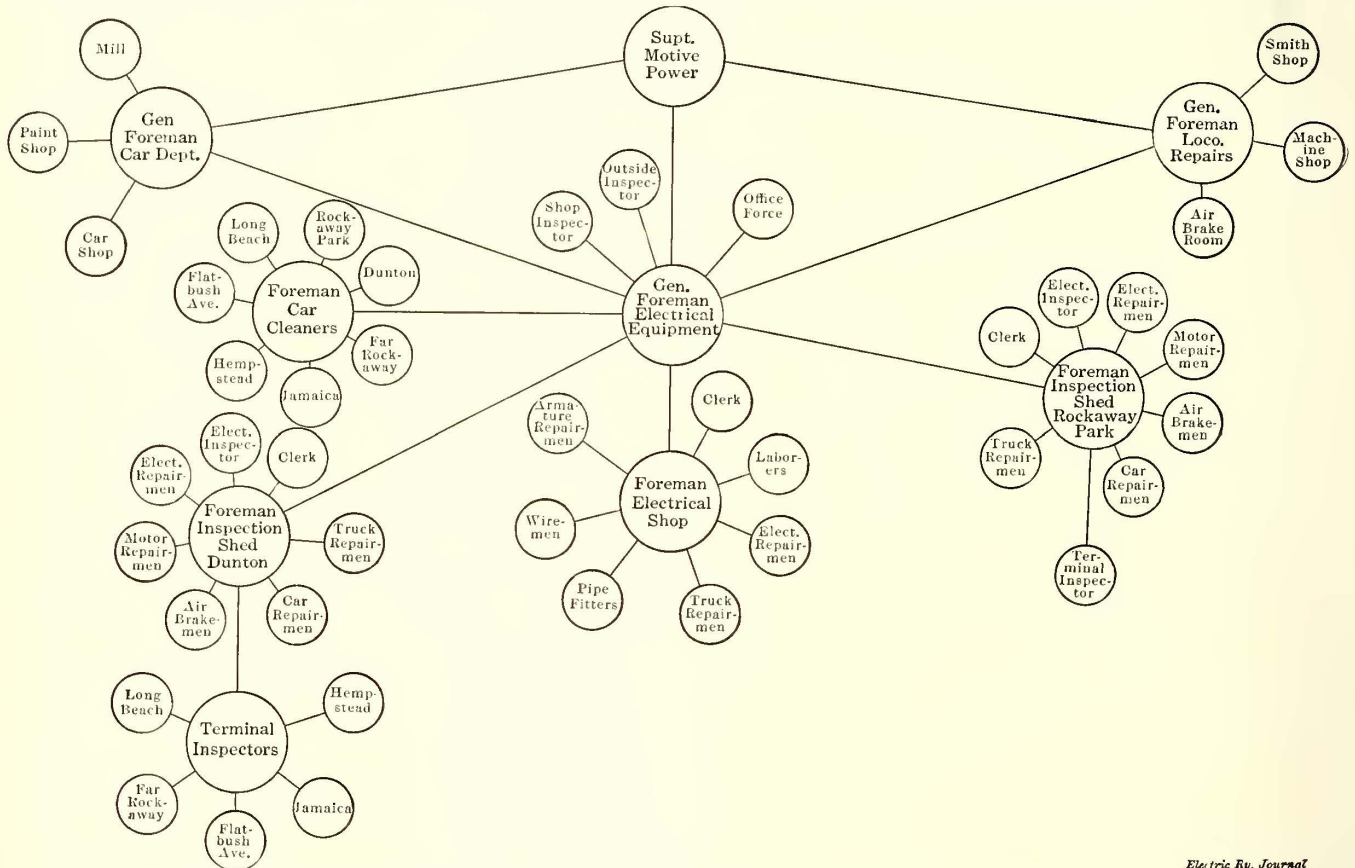 Supt.
Motive
Power
Mill
Paint
Shop
Car
Shop
Gen
Foreman
Car Dept.
Gen.
Foreman
Loco.
Repairs
Smith
Shop
Mach-
ine
Shop
Air
Brake
Room
Shop
Inspec-
tor
Outside
Inspec-
tor
Office
Force
Gen.
Foreman
Electrical
Equipment
Long
Beach
Rock-
away
Park
Dunton
Flat-
bush
Ave.
Foreman
Car
Cleaners
Far
Rock-
away
Hemp-
stead
Jamaica
Clerk
Elect.
Inspec-
tor
Elect.
Repair-
men
Motor
Repair-
men
Foreman
Inspection
Shed
Rockaway
Park
Air
Brake-
men
Truck
Repair-
men
Car
Repair-
men
Ter-
minal
Inspec-
tor
Arma-
ture
Repair-
men
Clerk
Labor-
ers
Foreman
Electrical
Shop
Wire-
men
Elect.
Repair-
men
Pipe
Fitters
Truck
Repair-
men
Elect.
Inspec-
tor
Clerk
Elect.
Repair-
men
Foreman
Inspection
Shed
Dunton
Motor
Repair-
men
Truck
Repair-
men
Air
Brake-
men
Car
Repair-
men
Long
Beach
Hemp-
stead
Terminal
Inspectors
Far
Rock-
away
Flat-
bush
Ave.
Jamaica
Electric Ry. Journal